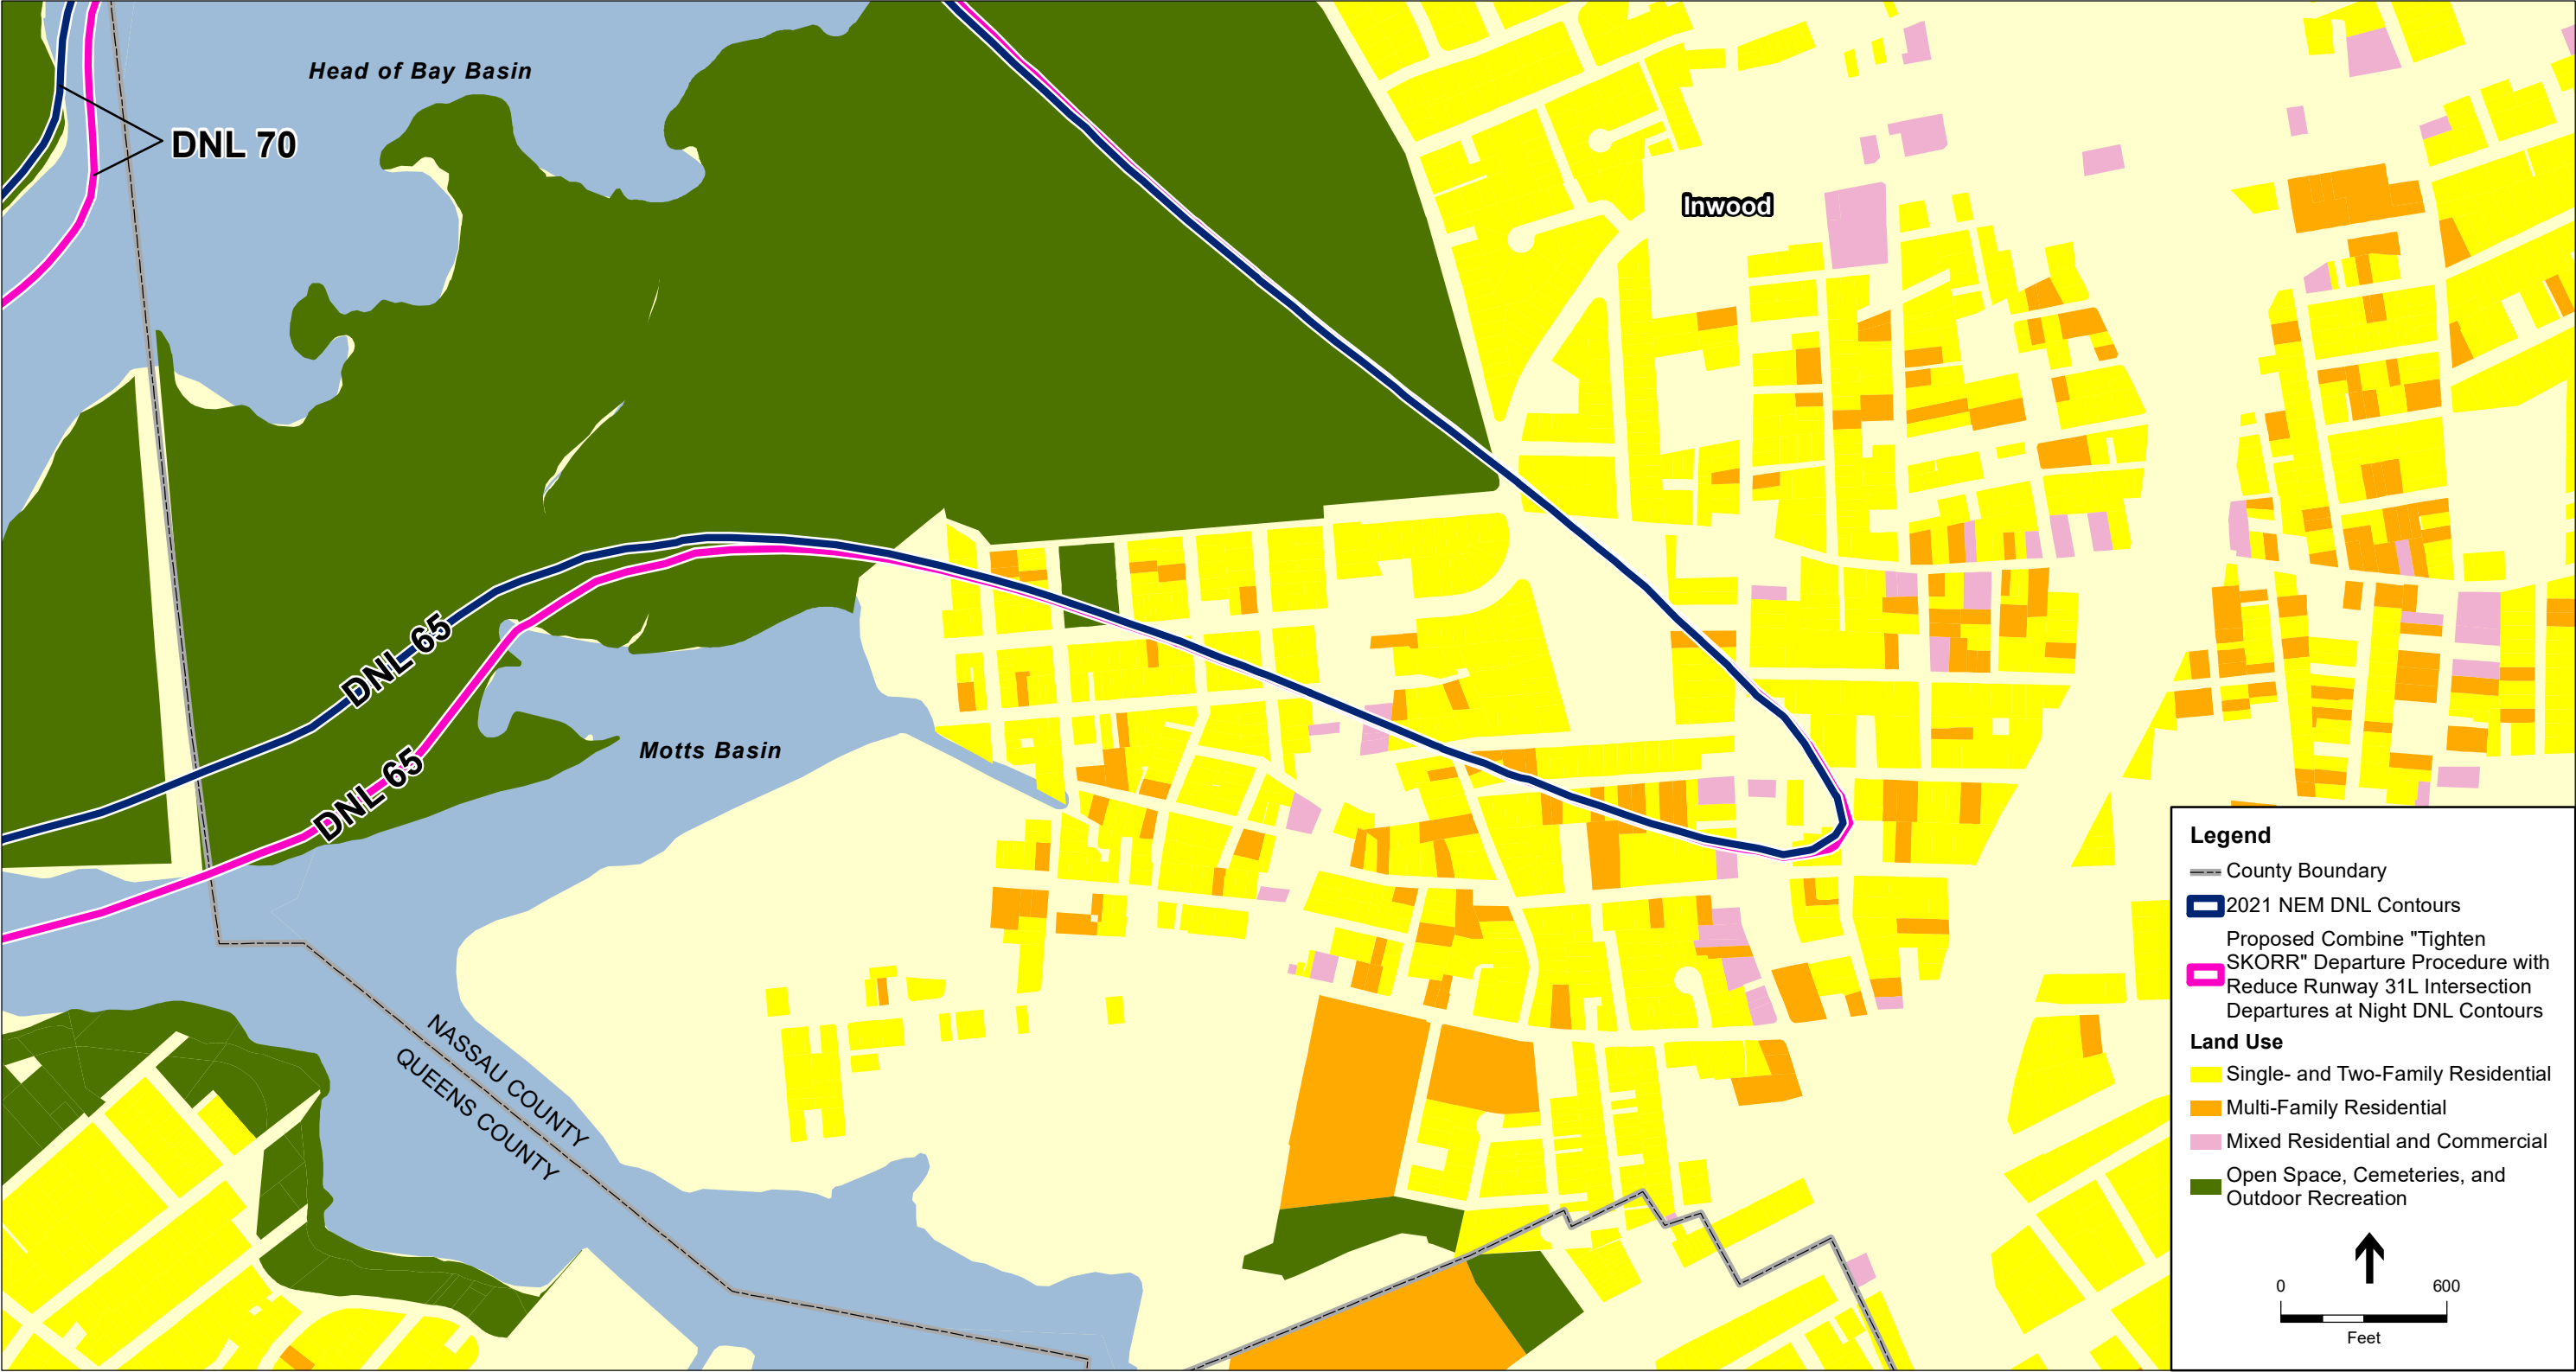 Head of Bay Basin
DNL 70
Inwood
DNL 65
DNL 65
Motts Basin
NASSAU COUNTY
QUEENS COUNTY
Legend
County Boundary
2021 NEM DNL Contours
Proposed Combine "Tighten
SKORR" Departure Procedure with
Reduce Runway 31L Intersection
Departures at Night DNL Contours
Land Use
Single- and Two-Family Residential
Multi-Family Residential
Mixed Residential and Commercial
Open Space, Cemeteries, and
Outdoor Recreation
0 600
Feet